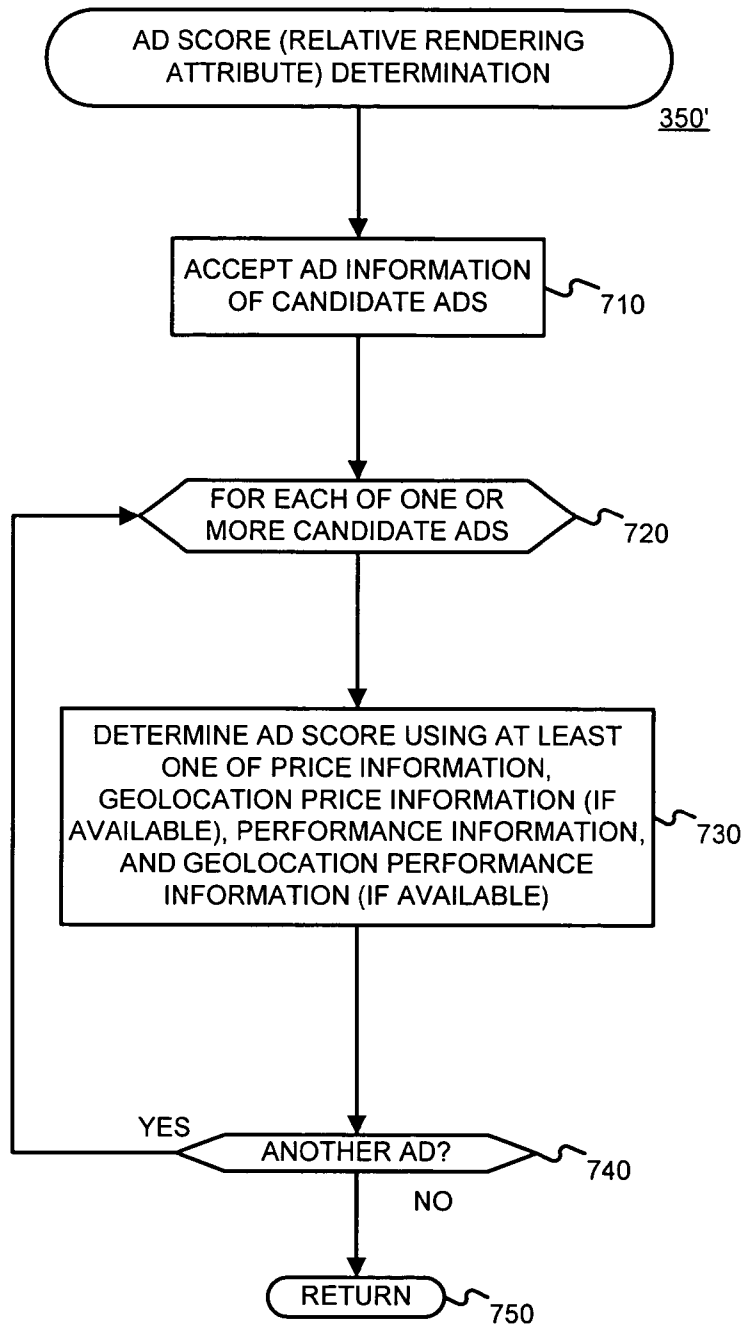 AD SCORE (RELATIVE RENDERING
ATTRIBUTE) DETERMINATION
350'
ACCEPT AD INFORMATION
OF CANDIDATE ADS
710
FOR EACH OF ONE OR
MORE CANDIDATE ADS
720
DETERMINE AD SCORE USING AT LEAST
ONE OF PRICE INFORMATION,
GEOLOCATION PRICE INFORMATION (IF
AVAILABLE), PERFORMANCE INFORMATION,
AND GEOLOCATION PERFORMANCE
INFORMATION (IF AVAILABLE)
730
YES
ANOTHER AD?
740
NO
RETURN
750